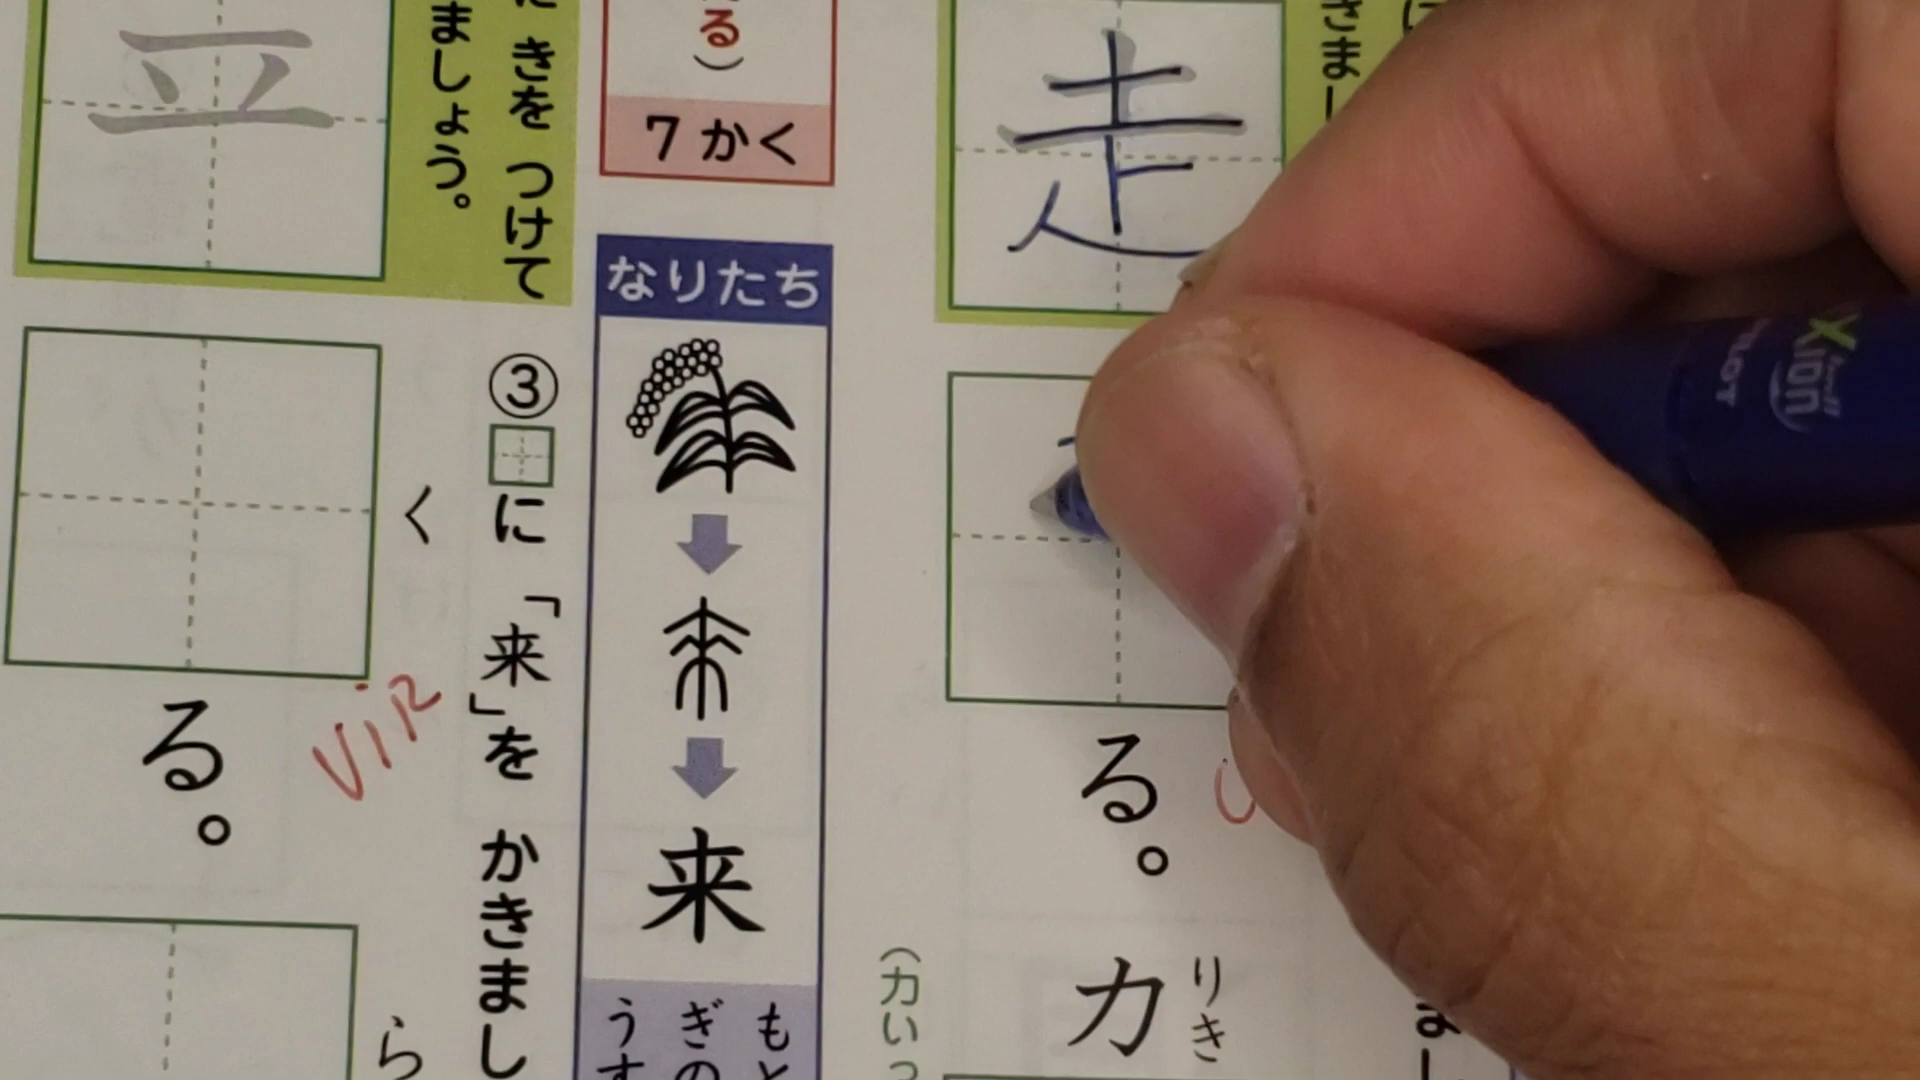 さま
走
る。
力
りき
(力いっ
る)
7かく
なりたち
来
もと
ぎの
うす
に きを つけて
ましょう。
③に「来」を かきまし
く
る。
vir
ら
Xion
PILOT